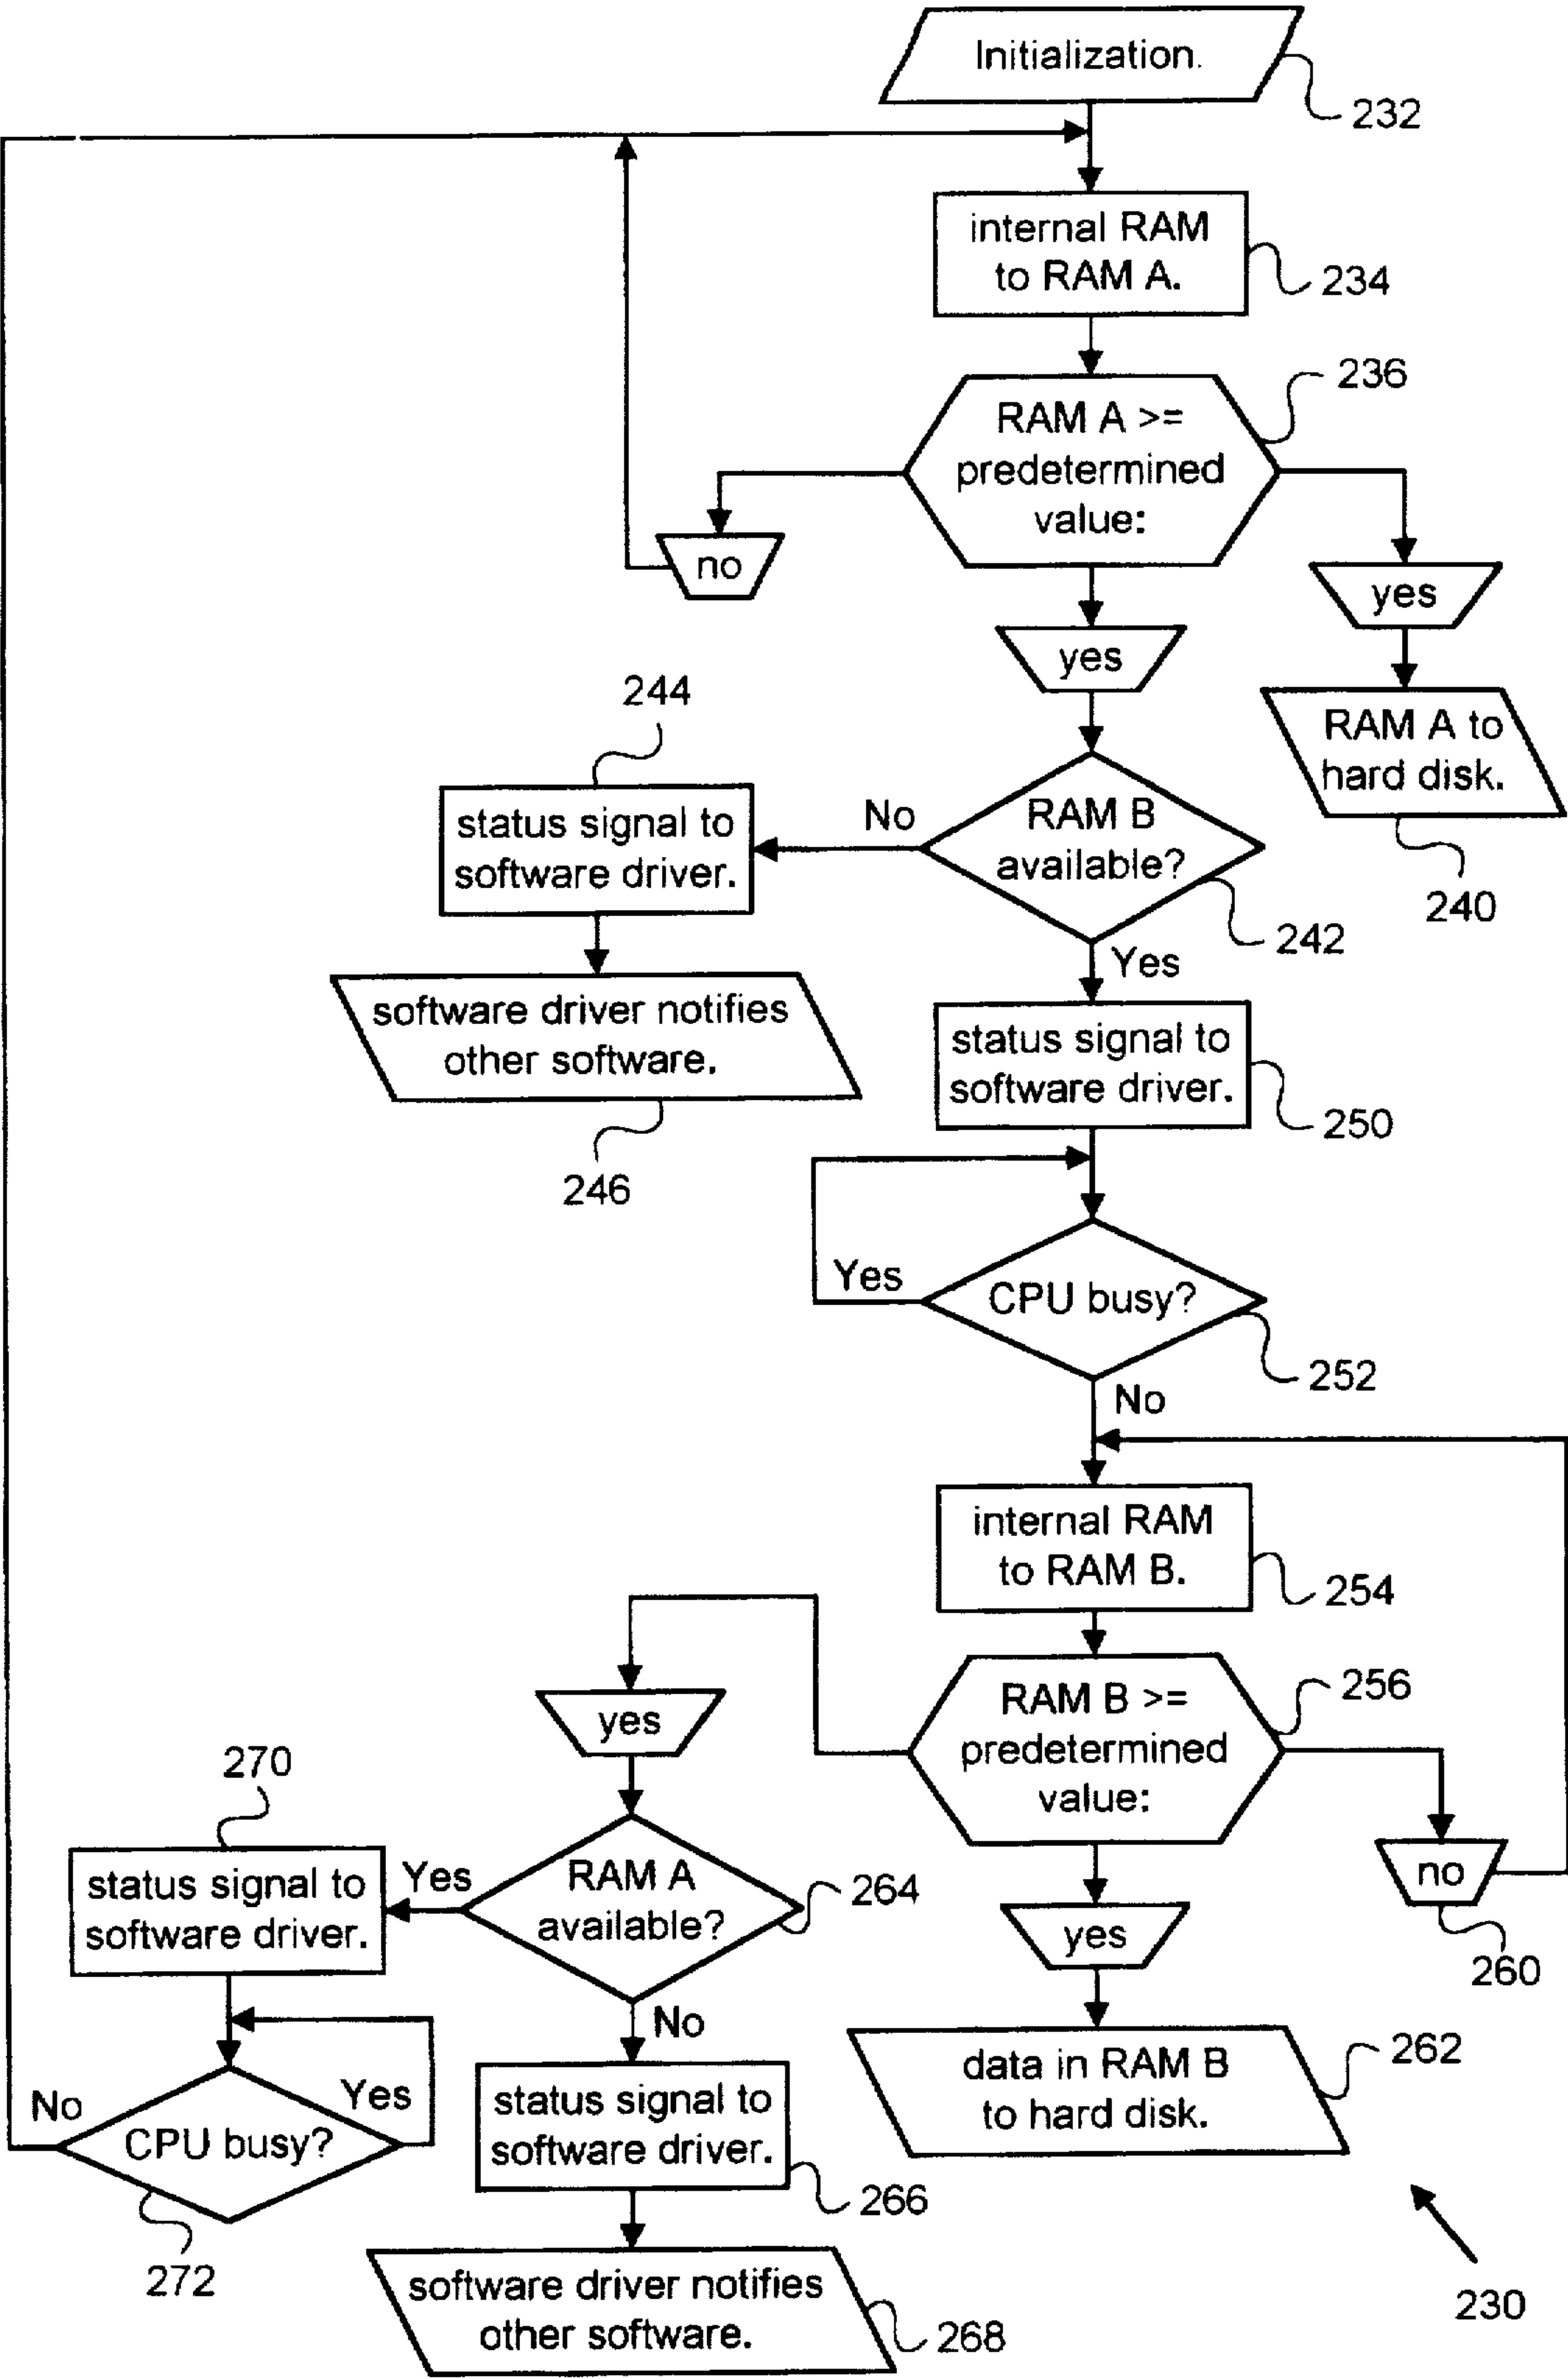 Initialization.
232
internal RAM
to RAM A.
234
236
RAM A >=
predetermined
value:
no
yes
yes
RAM A to
hard disk.
240
244
status signal to
software driver.
No
RAM B
available?
242
Yes
software driver notifies
other software.
246
status signal to
software driver.
250
Yes
CPU busy?
252
No
internal RAM
to RAM B.
254
256
RAM B >=
predetermined
value:
yes
no
260
yes
270
status signal to
software driver.
Yes
RAM A
available?
264
No
data in RAM B
to hard disk.
262
No
Yes
CPU busy?
272
status signal to
software driver.
266
software driver notifies
other software.
268
230